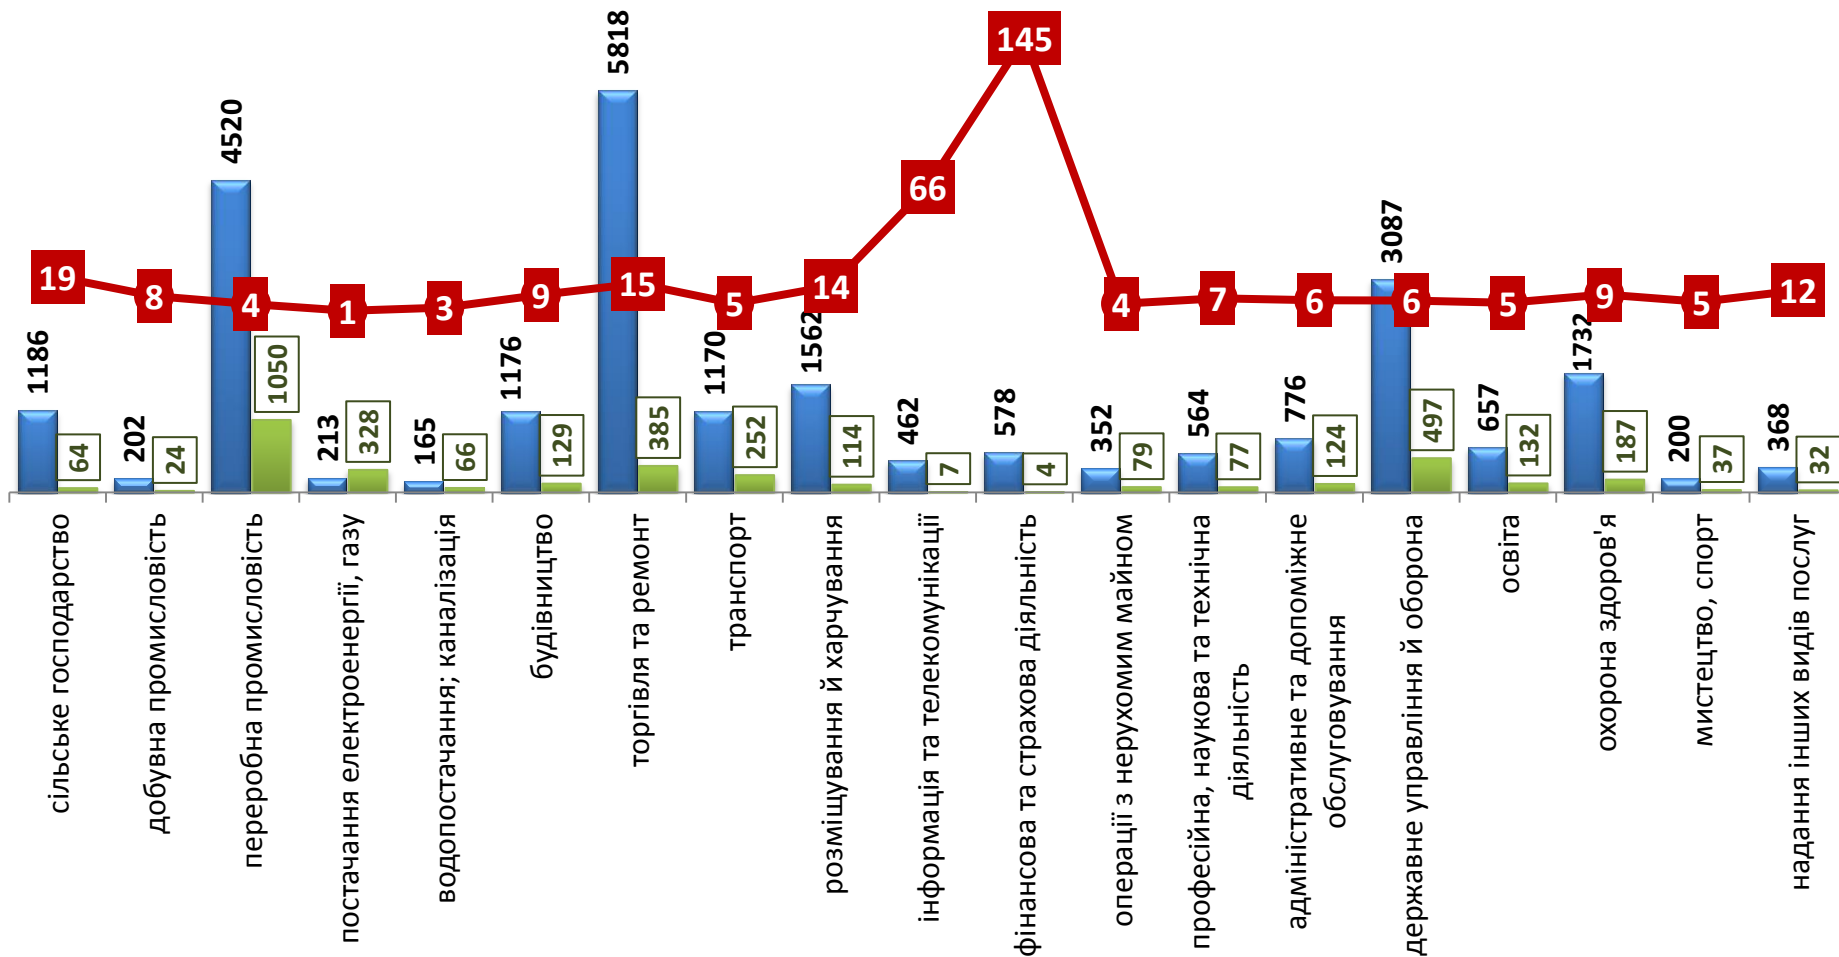 145
5818
4520
66
3087
19
8
4
1
3
9
15
5
14
4
7
6
6
5
9
5
12
1186
202
213
165
1176
1170
1562
462
578
352
564
776
657
1732
200
368
64
24
1050
328
66
129
385
252
114
7
4
79
77
124
497
132
187
37
32
сільське господарство
добувна промисловість
переробна промисловість
постачання електроенергії, газу
водопостачання; каналізація
будівництво
торгівля та ремонт
транспорт
розміщування й харчування
інформація та телекомунікації
фінансова та страхова діяльність
операції з нерухомим майном
професійна, наукова та технічна
діяльність
адміністративне та допоміжне
обслуговування
державне управління й оборона
освіта
охорона здоров'я
мистецтво, спорт
надання інших видів послуг